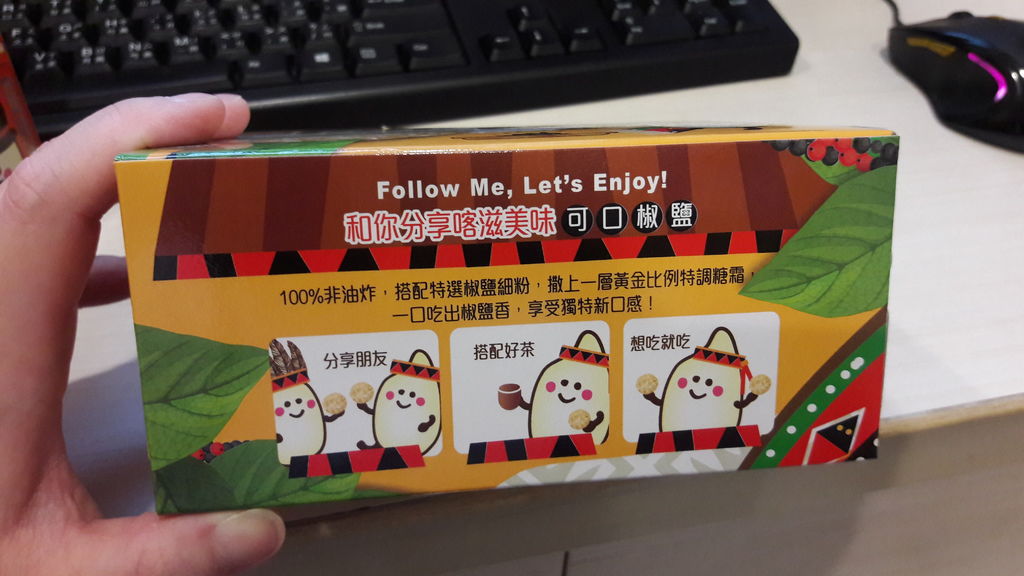 Follow Me, Let's Enjoy!
和你分享喀滋美味 可口椒鹽
100%非油炸，搭配特選椒鹽細粉，撒上一層黃金比例特調糖霜，
一口吃出椒鹽香，享受獨特新口感！
分享朋友
搭配好茶
想吃就吃